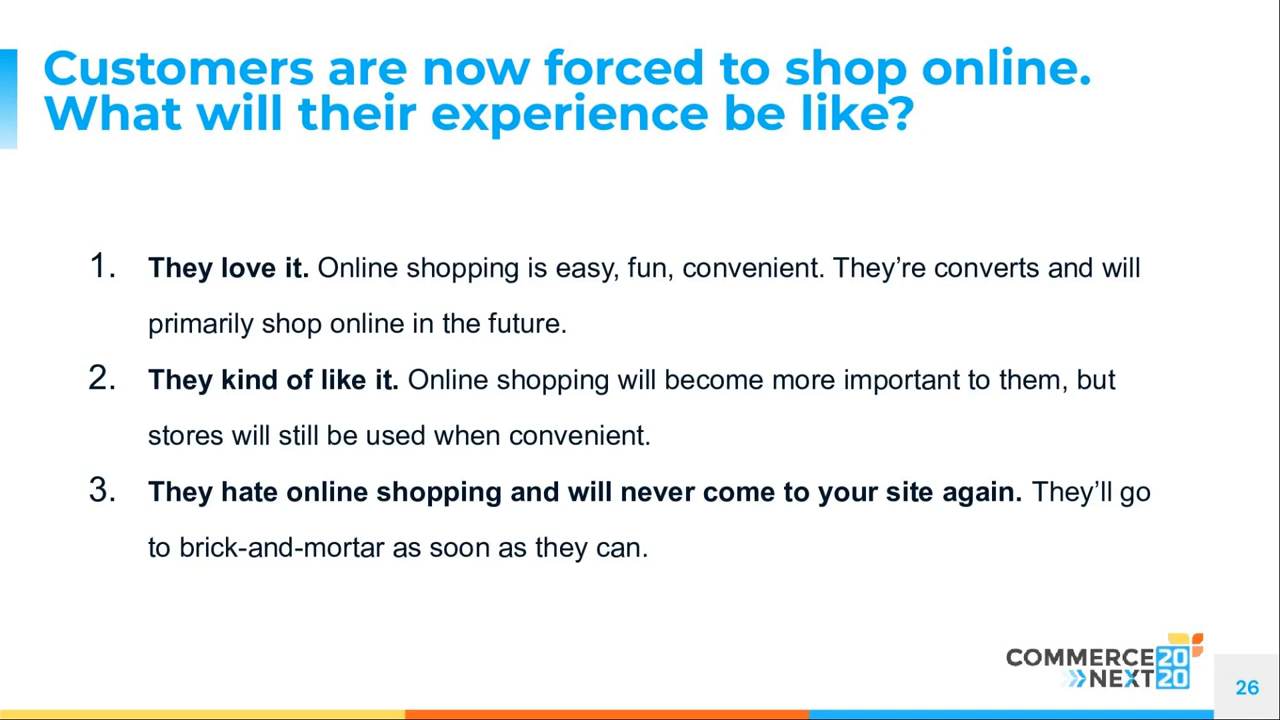 Customers are now forced to shop online.
What will their experience be like?
1. They love it. Online shopping is easy, fun, convenient. They’re converts and will
primarily shop online in the future.
2. They kind of like it. Online shopping will become more important to them, but
stores will still be used when convenient.
3. They hate online shopping and will never come to your site again. They’ll go
to brick-and-mortar as soon as they can.
COMMERCE 20
NEXT 20
26